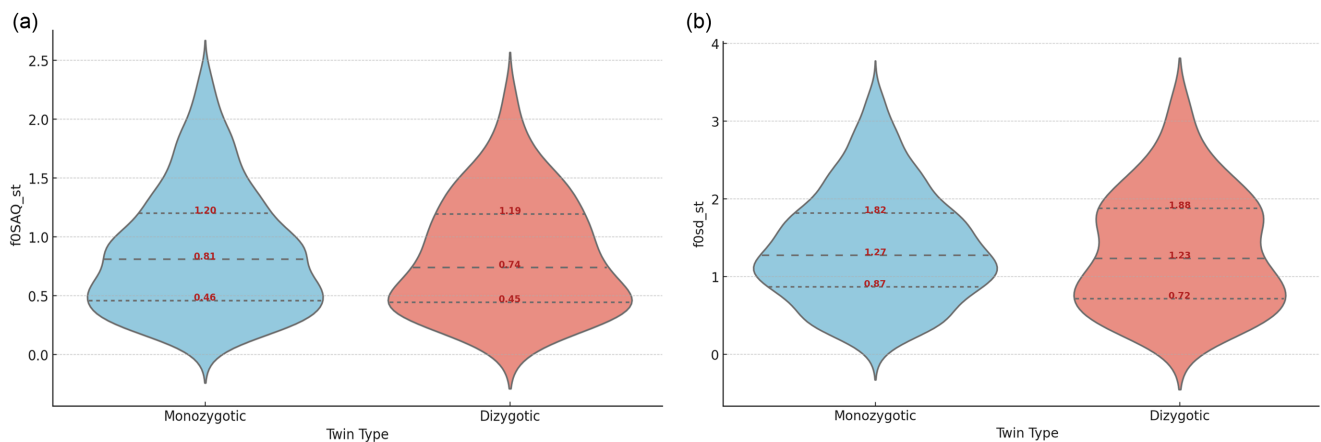 (a)
f0SAQ_st
2.5
2.0
1.5
1.0
0.5
0.0
1.20
0.81
0.46
1.19
0.74
0.45
Monozygotic Dizygotic
Twin Type
(b)
f0sd_st
4
3
2
1
0
1.82
1.27
0.87
1.88
1.23
0.72
Monozygotic Dizygotic
Twin Type